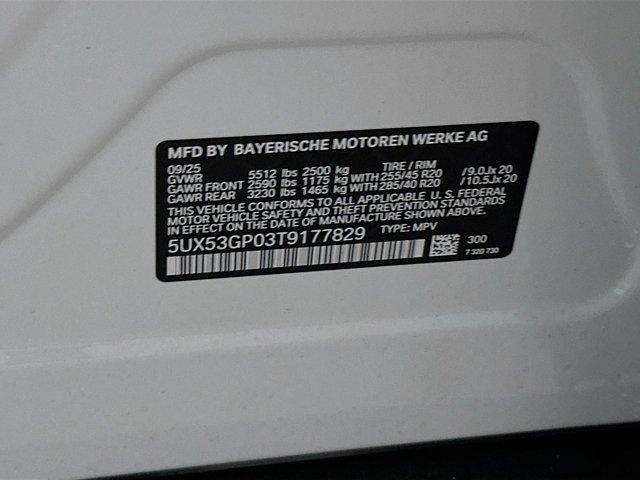 MFD BY BAYERISCHE MOTOREN WERKE AG
09/25 TIRE / RIM
GVWR 5512 lbs 2500 kg
GAWR FRONT 2590 lbs 1175 kg WITH 255/45 R20 /9.0Jx 20
GAWR REAR 3230 lbs 1465 kg WITH 285/40 R20 /10.5Jx 20
THIS VEHICLE CONFORMS TO ALL APPLICABLE U. S. FEDERAL
MOTOR VEHICLE SAFETY AND THEFT PREVENTION STANDARDS
IN EFFECT ON THE DATE OF MANUFACTURE SHOWN ABOVE.
5UX53GP03T9177829 TYPE: MPV
300
7 320 730